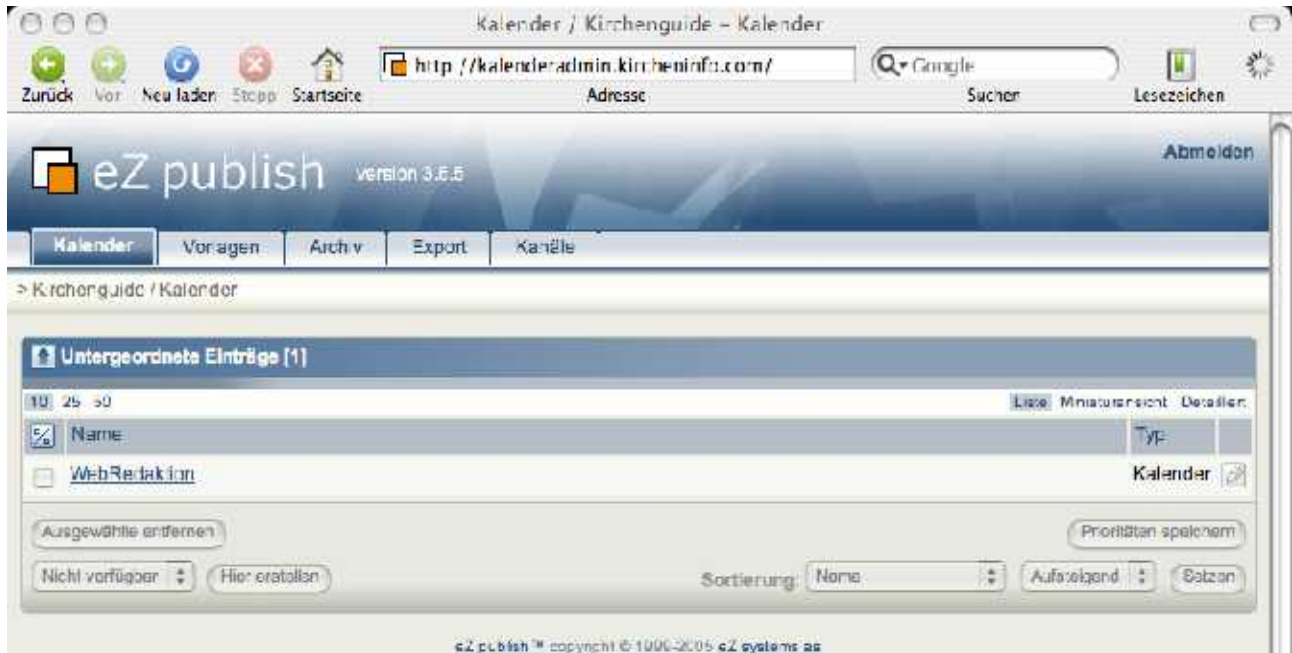 Kalender / Kirchenguide – Kalender
http://kalenderadmin.kircheninfo.com/
Google
Zurück Vor Neu laden Stopp Startseite Adresse Suchen Lesezeichen
eZ publish version 3.6.5
Abmelden
Kalender Vorlagen Archiv Export Kanäle
> Kirchenguide / Kalender
Untergeordnete Einträge [1]
10 25 50 Liste Miniaturansicht Detailliert
Name Typ
WebRedaktion Kalender
Ausgewählte entfernen Prioritäten speichern
Nicht verfügbar Hier erstellen Sortierung: Name Aufsteigend Setzen
eZ publish™ copyright © 1999-2005 eZ systems as